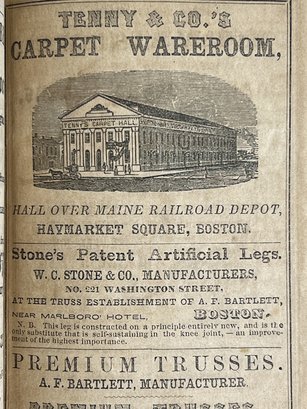 TENNY & CO.'S
CARPET WAREROOM,
TENNY'S CARPET HALL
HALL OVER MAINE RAILROAD DEPOT,
HAYMARKET SQUARE, BOSTON.
Stone's Patent Artificial Legs.
W. C. STONE & CO., MANUFACTURERS,
NO. 221 WASHINGTON STREET,
AT THE TRUSS ESTABLISHMENT OF A. F. BARTLETT,
NEAR MARLBORO' HOTEL, BOSTON.
N. B. This leg is constructed on a principle entirely new, and is the
only substitute that is self-sustaining in the knee joint,—an improve-
ment of the highest importance.
PREMIUM TRUSSES.
A. F. BARTLETT, MANUFACTURER